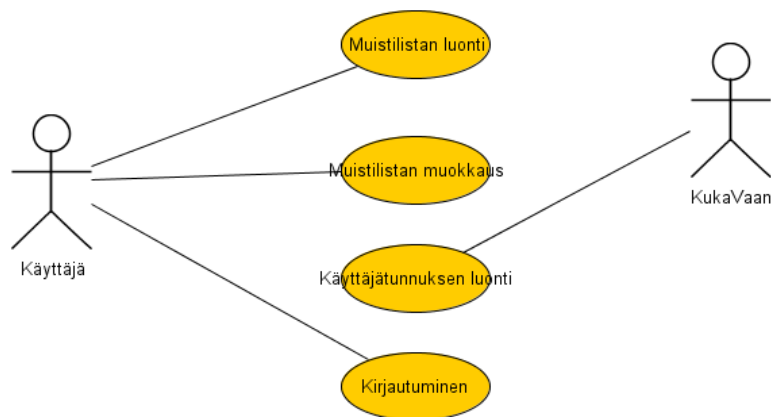 Muistilistan luonti
Muistilistan muokkaus
KukaVaan
Käyttäjä
Käyttäjätunnuksen luonti
Kirjautuminen